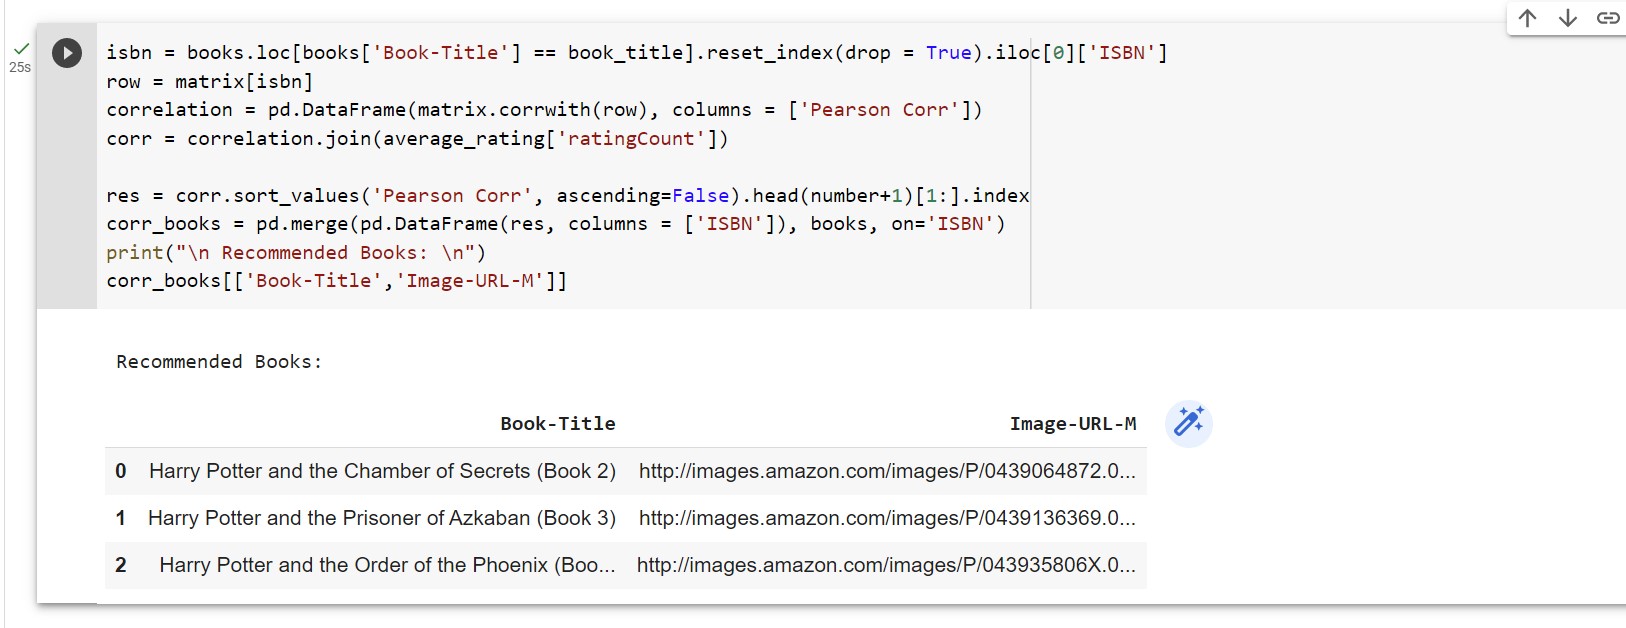 25s
isbn = books.loc[books['Book-Title'] == book_title].reset_index(drop = True).iloc[0]['ISBN']
row = matrix[isbn]
correlation = pd.DataFrame(matrix.corrwith(row), columns = ['Pearson Corr'])
corr = correlation.join(average_rating['ratingCount'])
res = corr.sort_values('Pearson Corr', ascending=False).head(number+1)[1:].index
corr_books = pd.merge(pd.DataFrame(res, columns = ['ISBN']), books, on='ISBN')
print("\n Recommended Books: \n")
corr_books[['Book-Title','Image-URL-M']]
Recommended Books:
Book-Title Image-URL-M
0 Harry Potter and the Chamber of Secrets (Book 2) http://images.amazon.com/images/P/0439064872.0...
1 Harry Potter and the Prisoner of Azkaban (Book 3) http://images.amazon.com/images/P/0439136369.0...
2 Harry Potter and the Order of the Phoenix (Boo... http://images.amazon.com/images/P/043935806X.0...